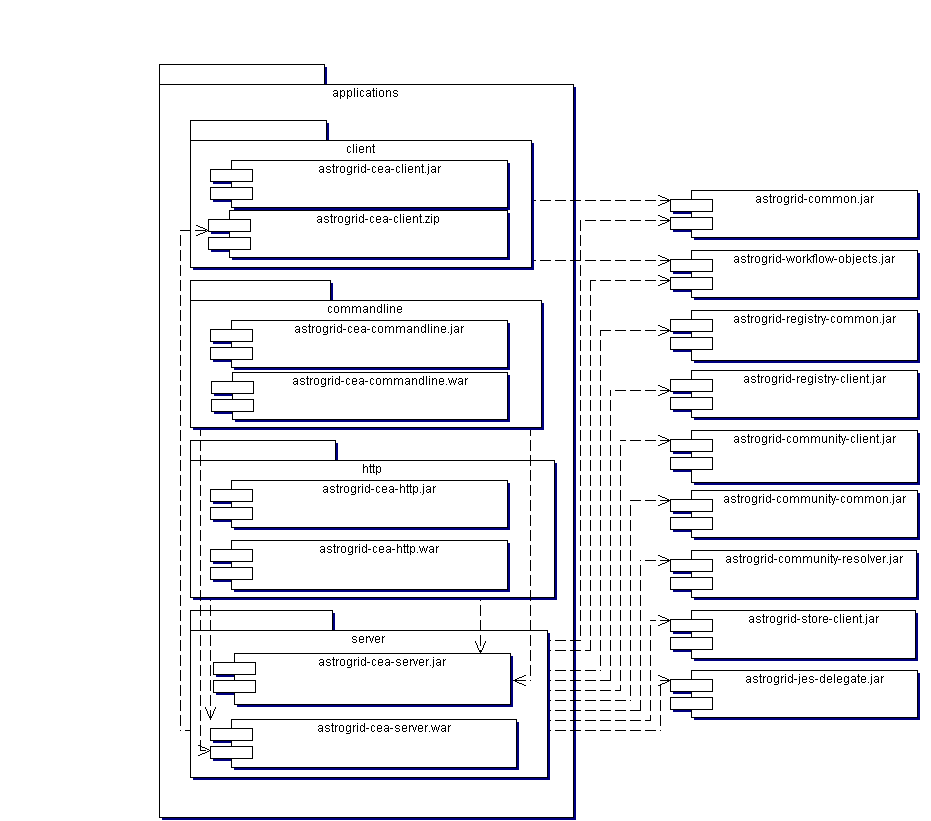 applications
client
astrogrid-cea-client.jar
astrogrid-cea-client.zip
commandline
astrogrid-cea-commandline.jar
astrogrid-cea-commandline.war
http
astrogrid-cea-http.jar
astrogrid-cea-http.war
server
astrogrid-cea-server.jar
astrogrid-cea-server.war
astrogrid-common.jar
astrogrid-workflow-objects.jar
astrogrid-registry-common.jar
astrogrid-registry-client.jar
astrogrid-community-client.jar
astrogrid-community-common.jar
astrogrid-community-resolver.jar
astrogrid-store-client.jar
astrogrid-jes-delegate.jar